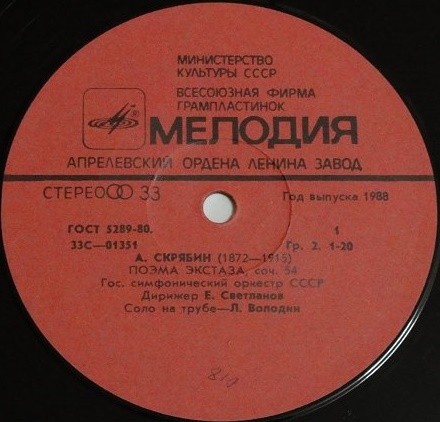 МИНИСТЕРСТВО
КУЛЬТУРЫ СССР
ВСЕСОЮЗНАЯ ФИРМА
ГРАМПЛАСТИНОК
МЕЛОДИЯ
АПРЕЛЕВСКИЙ ОРДЕНА ЛЕНИНА ЗАВОД
СТЕРЕО 33
Год выпуска 1988
ГОСТ 5289-80.
1
33С—01351
Гр. 2. 1-20
А. СКРЯБИН (1872—1915)
ПОЭМА ЭКСТАЗА, соч. 54
Гос. симфонический оркестр СССР
Дирижер Е. Светланов
Соло на трубе—Л. Володин